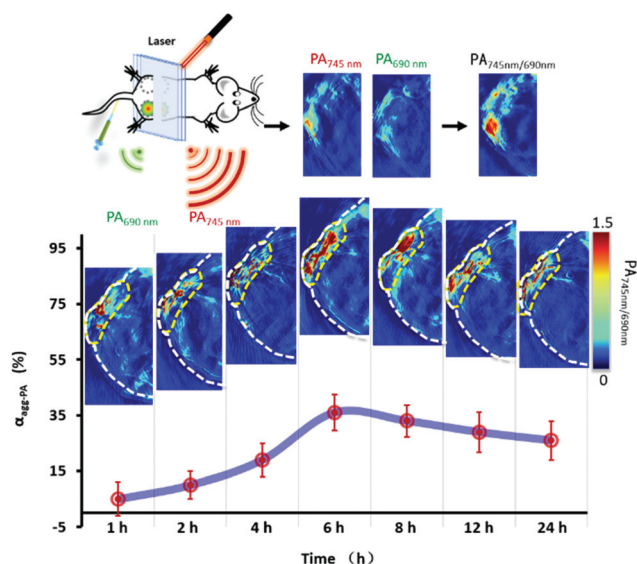 Laser
PA745 nm
PA690 nm
PA745nm/690nm
PA690 nm
PA745 nm
1.5
PA745nm/690nm
0
αagg-PA (%)
95
75
55
35
15
-5
1 h 2 h 4 h 6 h 8 h 12 h 24 h
Time （h）